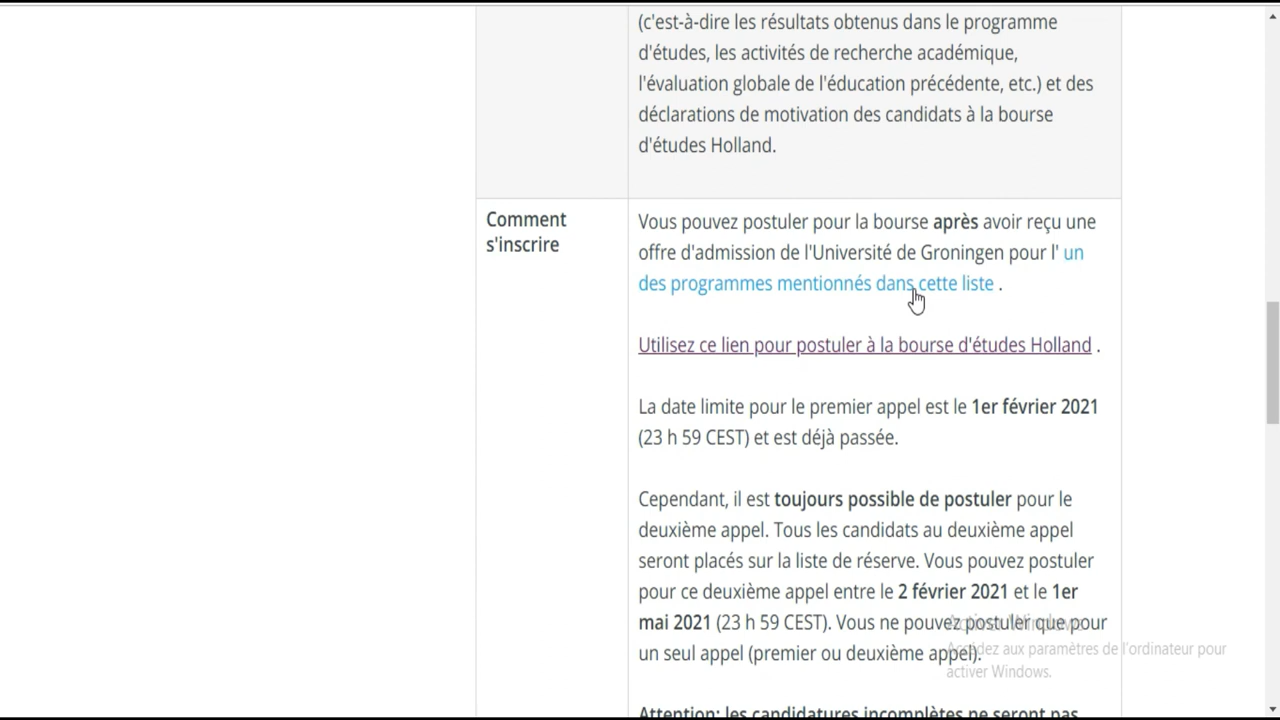 (c'est-à-dire les résultats obtenus dans le programme
d'études, les activités de recherche académique,
l'évaluation globale de l'éducation précédente, etc.) et des
déclarations de motivation des candidats à la bourse
d'études Holland.
Comment
s'inscrire
Vous pouvez postuler pour la bourse après avoir reçu une
offre d'admission de l'Université de Groningen pour l' un
des programmes mentionnés dans cette liste .
Utilisez ce lien pour postuler à la bourse d'études Holland .
La date limite pour le premier appel est le 1er février 2021
(23 h 59 CEST) et est déjà passée.
Cependant, il est toujours possible de postuler pour le
deuxième appel. Tous les candidats au deuxième appel
seront placés sur la liste de réserve. Vous pouvez postuler
pour ce deuxième appel entre le 2 février 2021 et le 1er
mai 2021 (23 h 59 CEST). Vous ne pouvez postuler que pour
un seul appel (premier ou deuxième appel).
Attention: les candidatures incomplètes ne seront pas
Activer Windows
Accédez aux paramètres de l'ordinateur pour
activer Windows.